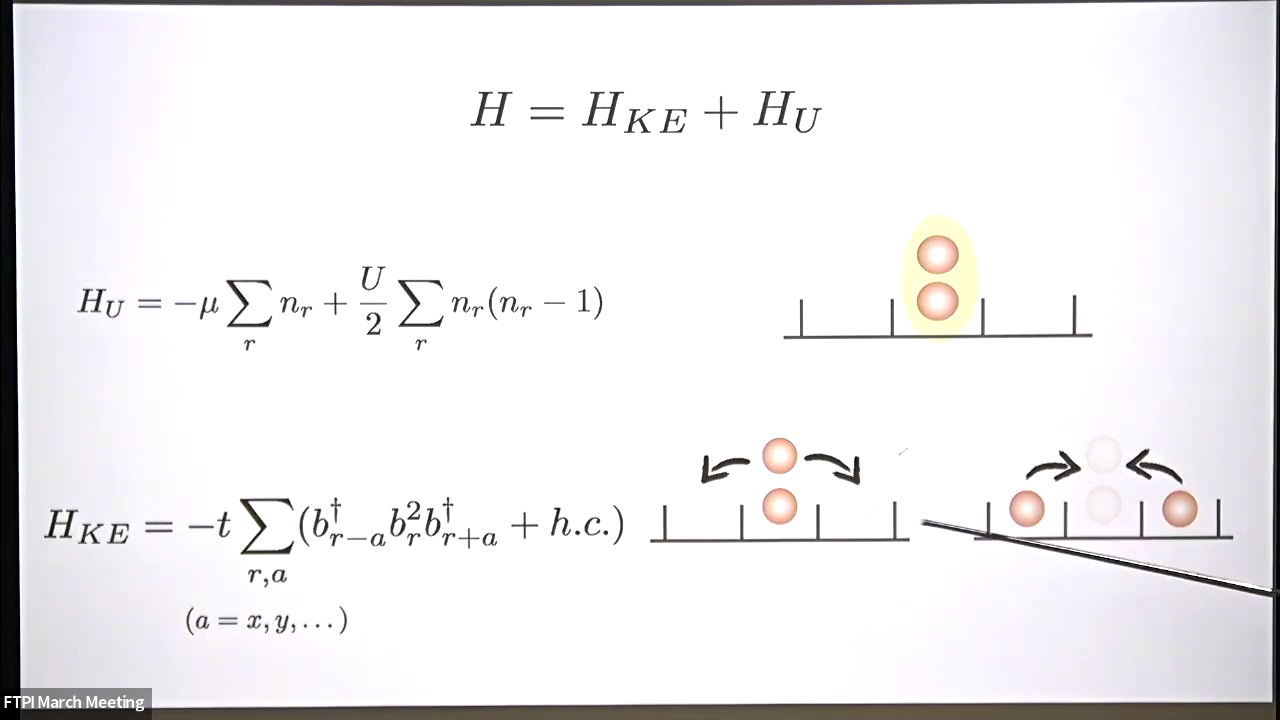 H = H_{KE} + H_U
H_U = -\mu \sum_r n_r + \frac{U}{2} \sum_r n_r(n_r - 1)
H_{KE} = -t \sum_{r,a} (b^\dagger_{r-a} b^2_r b^\dagger_{r+a} + h.c.)
(a = x, y, \dots)
FTPI March Meeting